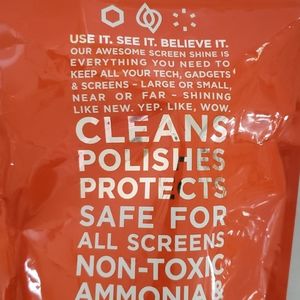 USE IT. SEE IT. BELIEVE IT.
OUR AWESOME SCREEN SHINE IS
EVERYTHING YOU NEED TO
KEEP ALL YOUR TECH, GADGETS
& SCREENS – LARGE OR SMALL,
NEAR OR FAR – SHINING
LIKE NEW. YEP. LIKE, WOW.
CLEANS
POLISHES
PROTECTS
SAFE FOR
ALL SCREENS
NON-TOXIC
AMMONIA &